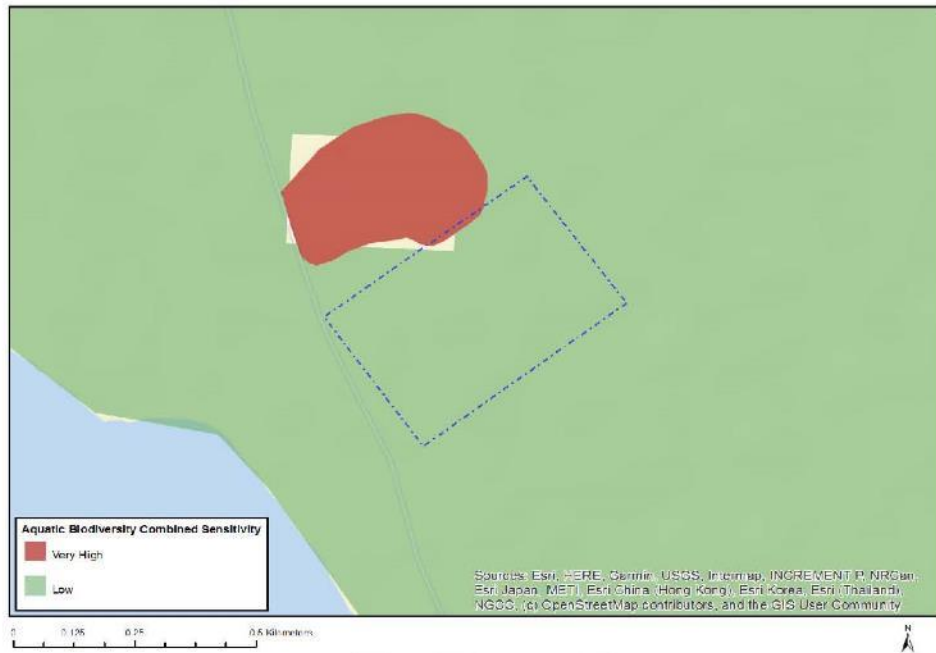 Aquatic Biodiversity Combined Sensitivity
Very High
Low
Sources: Esri, HERE, Garmin, USGS, Intermap, INCREMENT P, NRCan,
Esri Japan, METI, Esri China (Hong Kong), Esri Korea, Esri (Thailand),
NGCC, (c) OpenStreetMap contributors, and the GIS User Community
0 0.125 0.25 0.5 Kilometers
N